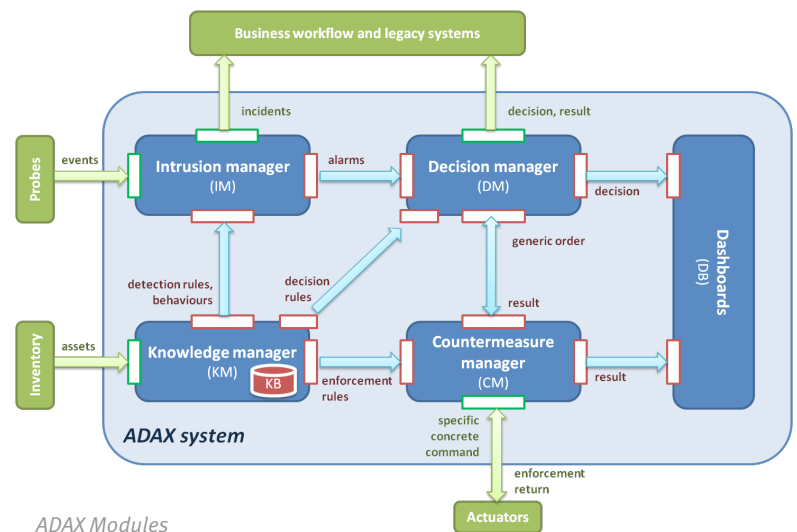 Business workflow and legacy systems
incidents
decision, result
Probes
events
Intrusion manager
(IM)
alarms
Decision manager
(DM)
decision
Dashboards
(DB)
generic order
detection rules,
behaviours
decision
rules
result
Inventory
assets
Knowledge manager
(KM)
KB
enforcement
rules
Countermeasure
manager
(CM)
result
ADAX system
specific
concrete
command
enforcement
return
Actuators
ADAX Modules